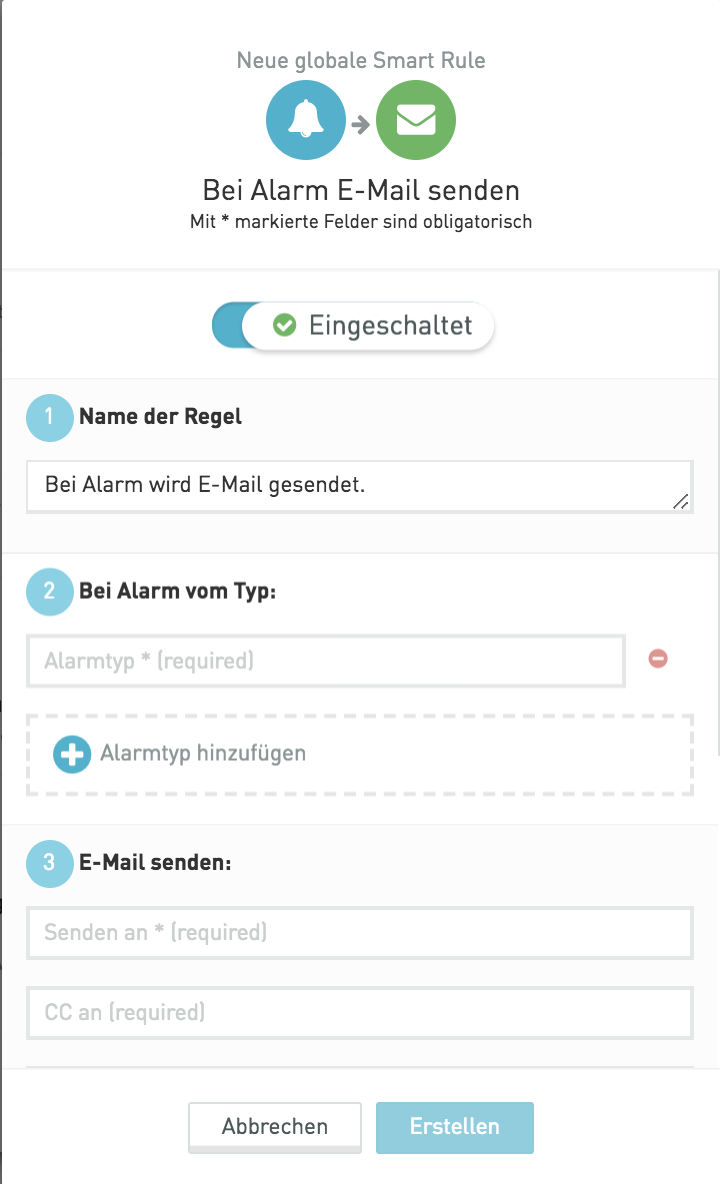 Neue globale Smart Rule
Bei Alarm E-Mail senden
Mit * markierte Felder sind obligatorisch
Eingeschaltet
1 Name der Regel
Bei Alarm wird E-Mail gesendet.
2 Bei Alarm vom Typ:
Alarmtyp * (required)
Alarmtyp hinzufügen
3 E-Mail senden:
Senden an * (required)
CC an (required)
Abbrechen Erstellen